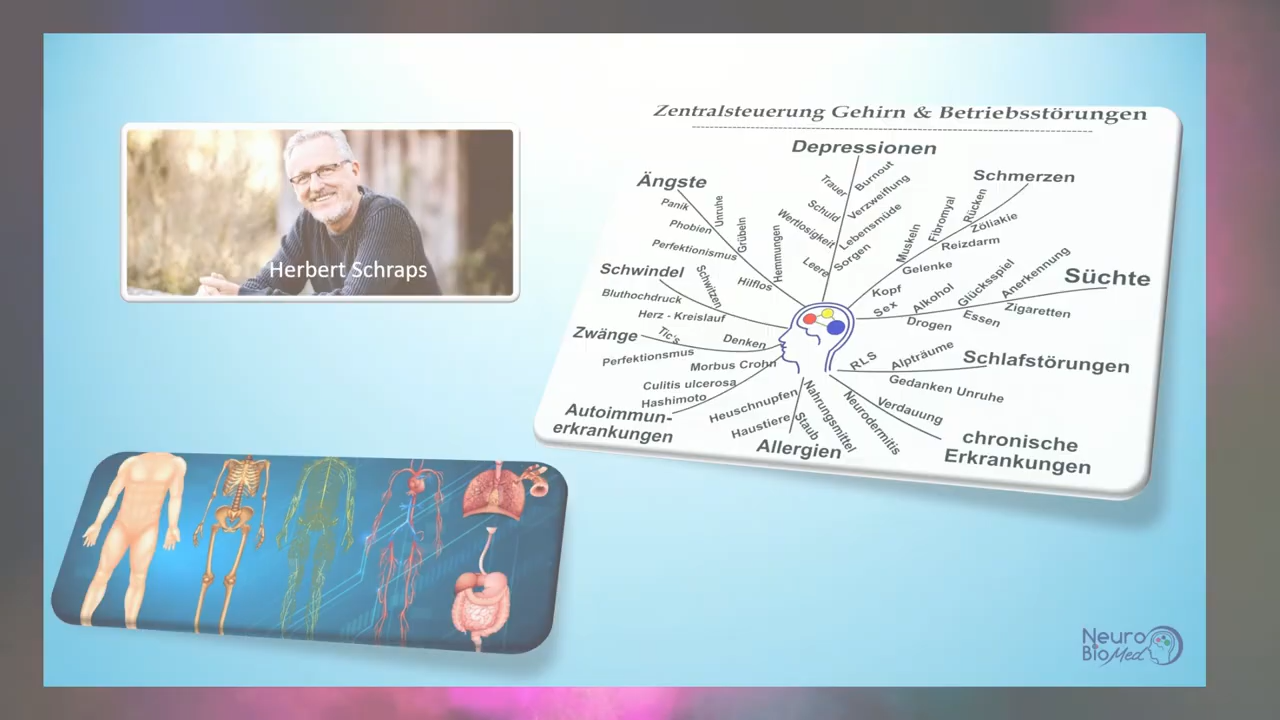 Herbert Schraps
Zentralsteuerung Gehirn & Betriebsstörungen
Depressionen
Trauer
Burnout
Schuld
Verzweiflung
Wertlosigkeit
Lebensmüde
Leere
Sorgen
Ängste
Panik
Unruhe
Phobien
Grübeln
Perfektionismus
Hemmungen
Hilflos
Schmerzen
Rücken
Fibromyal
Zöliakie
Muskeln
Reizdarm
Gelenke
Kopf
Schwindel
Schwitzen
Bluthochdruck
Herz - Kreislauf
Süchte
Anerkennung
Glücksspiel
Alkohol
Sex
Zigaretten
Essen
Drogen
Zwänge
Tic's
Denken
Perfektionsmus
Schlafstörungen
RLS
Alpträume
Gedanken Unruhe
Morbus Crohn
Culitis ulcerosa
Hashimoto
Autoimmun-
erkrankungen
Heuschnupfen
Haustiere
Staub
Nahrungsmittel
Allergien
Neurodermitis
Verdauung
chronische
Erkrankungen
Neuro
BioMed